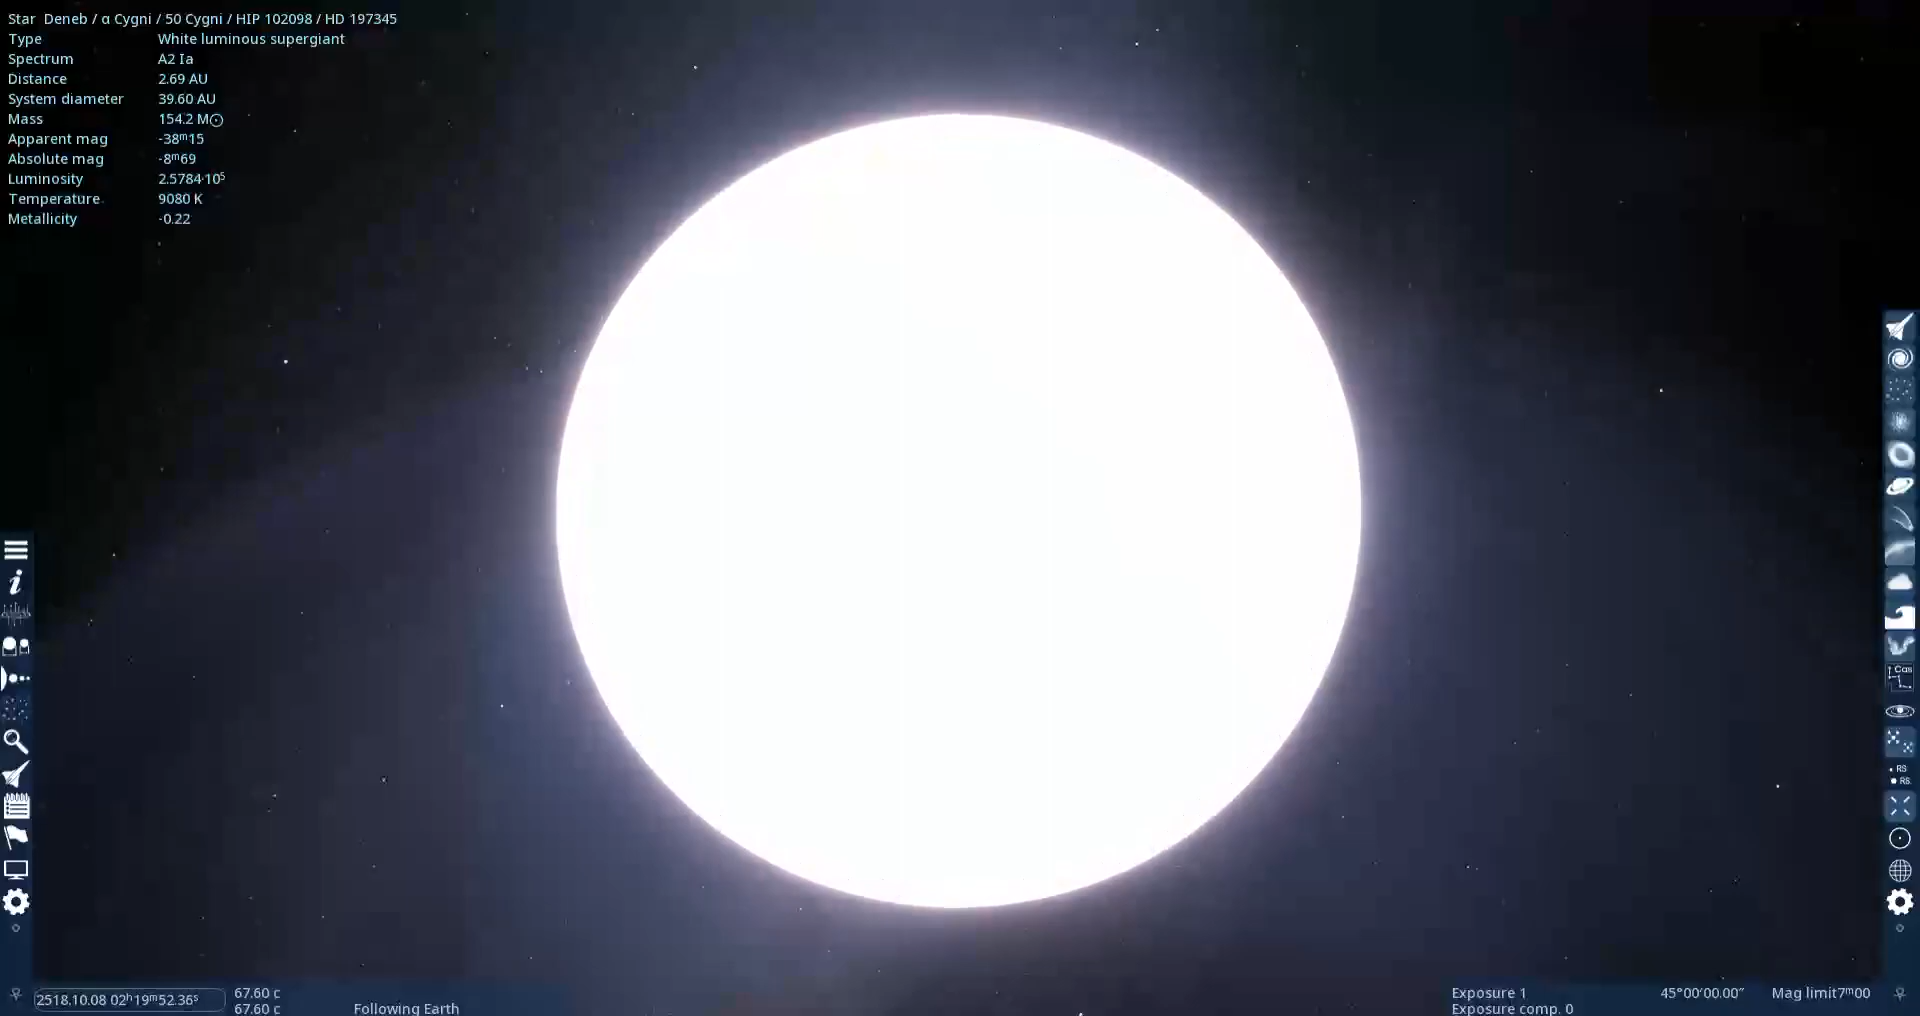 Star Deneb / α Cygni / 50 Cygni / HIP 102098 / HD 197345
Type White luminous supergiant
Spectrum A2 Ia
Distance 2.69 AU
System diameter 39.60 AU
Mass 154.2 M☉
Apparent mag -38ᵐ15
Absolute mag -8ᵐ69
Luminosity 2.5784·10⁵
Temperature 9080 K
Metallicity -0.22
Cas
RS
RS
2518.10.08 02ʰ19ᵐ52.36ˢ
67.60 c
67.60 c Following Earth
Exposure 1 45°00′00.00″ Mag limit7ᵐ00
Exposure comp. 0